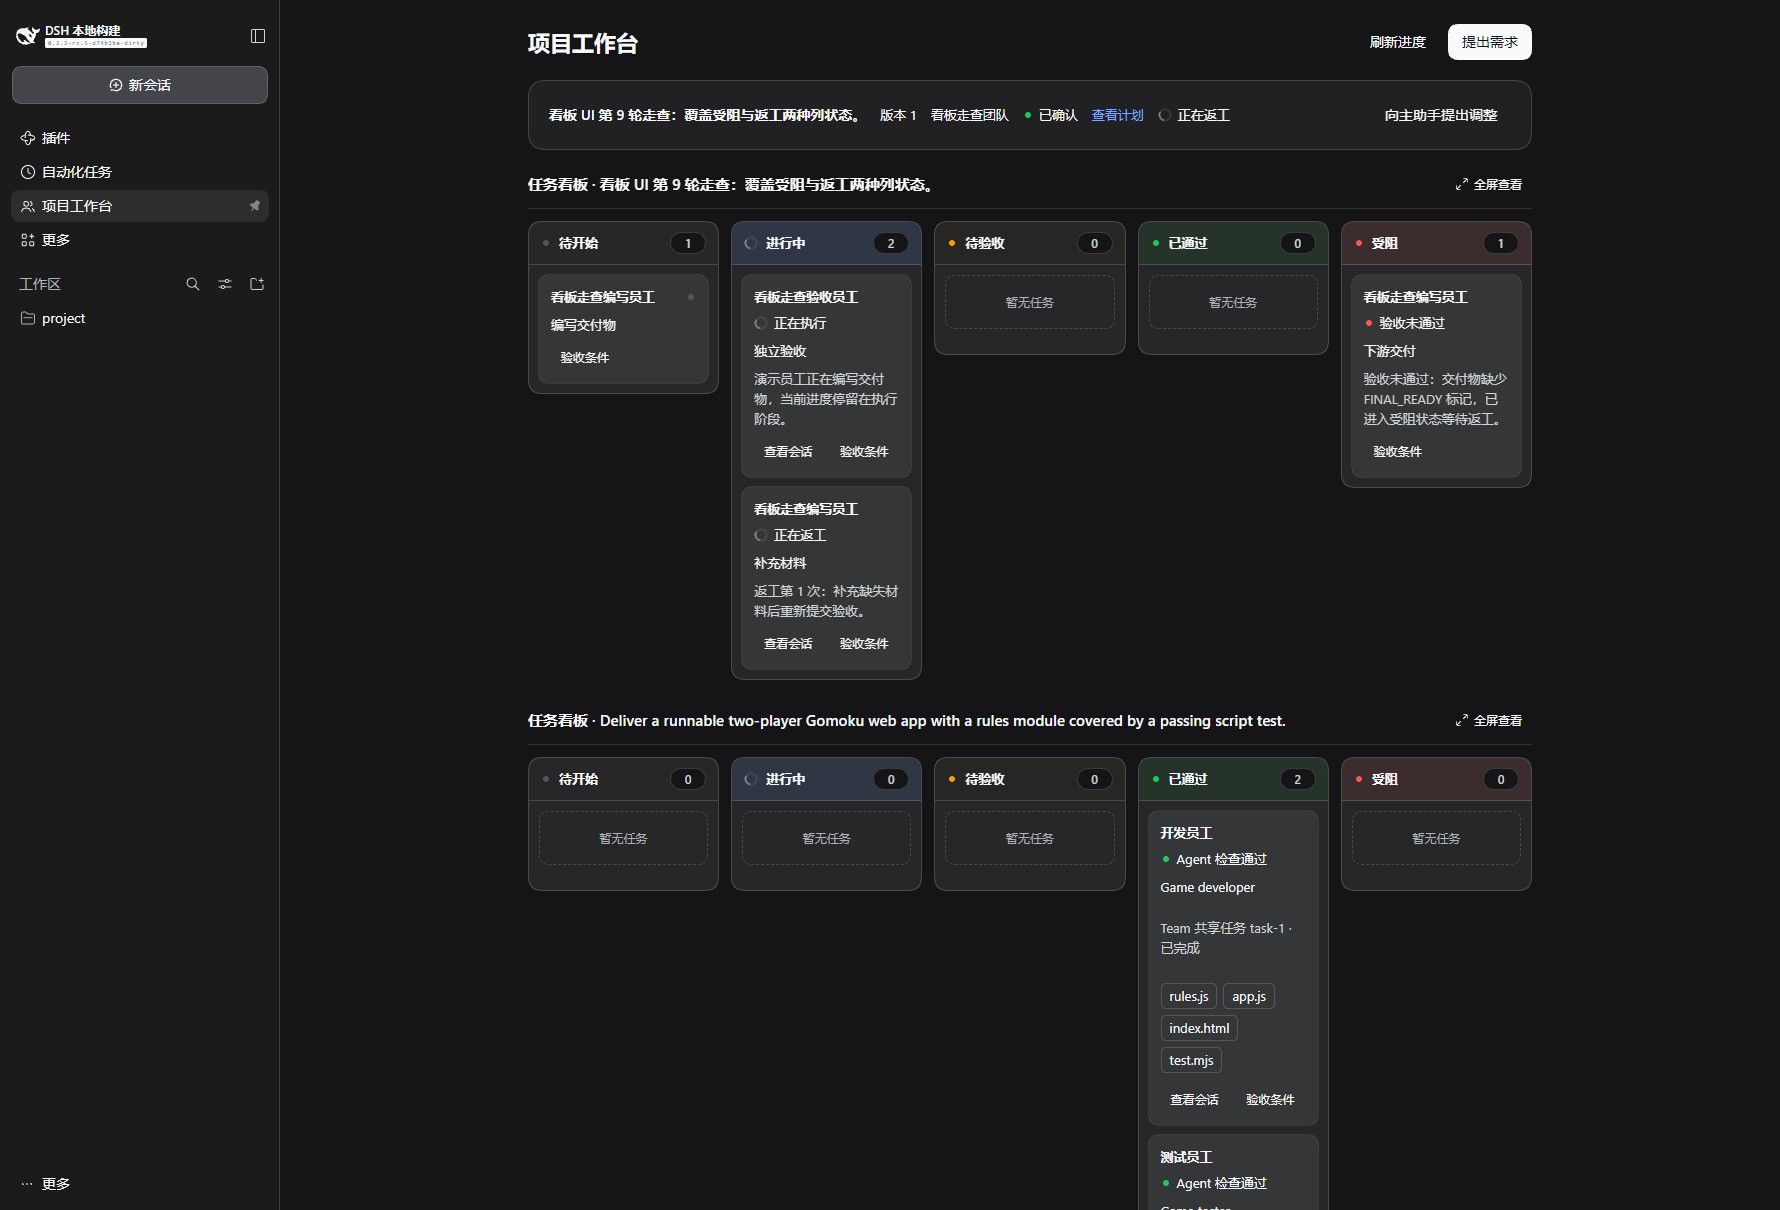 DSH 本地构建
新会话
插件
自动化任务
项目工作台
更多
工作区
project
更多
项目工作台
刷新进度
提出需求
看板 UI 第 9 轮走查：覆盖受阻与返工两种列状态。 版本 1 看板走查团队 已确认 查看计划 正在返工 向主助手提出调整
任务看板 · 看板 UI 第 9 轮走查：覆盖受阻与返工两种列状态。
全屏查看
待开始 1
看板走查编写员工
编写交付物
验收条件
进行中 2
看板走查验收员工
正在执行
独立验收
演示员工正在编写交付
物，当前进度停留在执行
阶段。
查看会话 验收条件
看板走查编写员工
正在返工
补充材料
返工第 1 次：补充缺失材
料后重新提交验收。
查看会话 验收条件
待验收 0
暂无任务
已通过 0
暂无任务
受阻 1
看板走查编写员工
验收未通过
下游交付
验收未通过：交付物缺少
FINAL_READY 标记，已
进入受阻状态等待返工。
验收条件
任务看板 · Deliver a runnable two-player Gomoku web app with a rules module covered by a passing script test.
全屏查看
待开始 0
暂无任务
进行中 0
暂无任务
待验收 0
暂无任务
已通过 2
开发员工
Agent 检查通过
Game developer
Team 共享任务 task-1 ·
已完成
rules.js app.js
index.html
test.mjs
查看会话 验收条件
测试员工
Agent 检查通过
Game tester
受阻 0
暂无任务